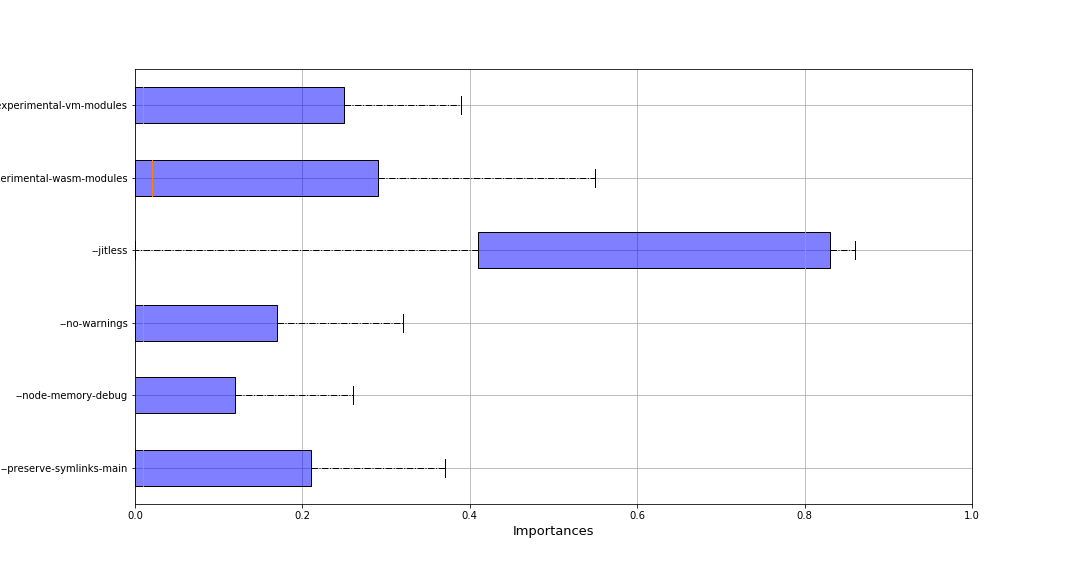 experimental-vm-modules
erimental-wasm-modules
−jitless
−no-warnings
−node-memory-debug
−preserve-symlinks-main
0.0 0.2 0.4 0.6 0.8 1.0
Importances